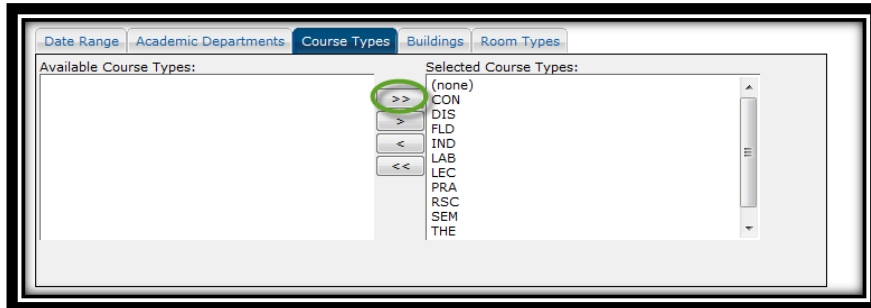 Date Range Academic Departments Course Types Buildings Room Types
Available Course Types: Selected Course Types:
(none)
>> CON
DIS
> FLD
< IND
LAB
<< LEC
PRA
RSC
SEM
THE